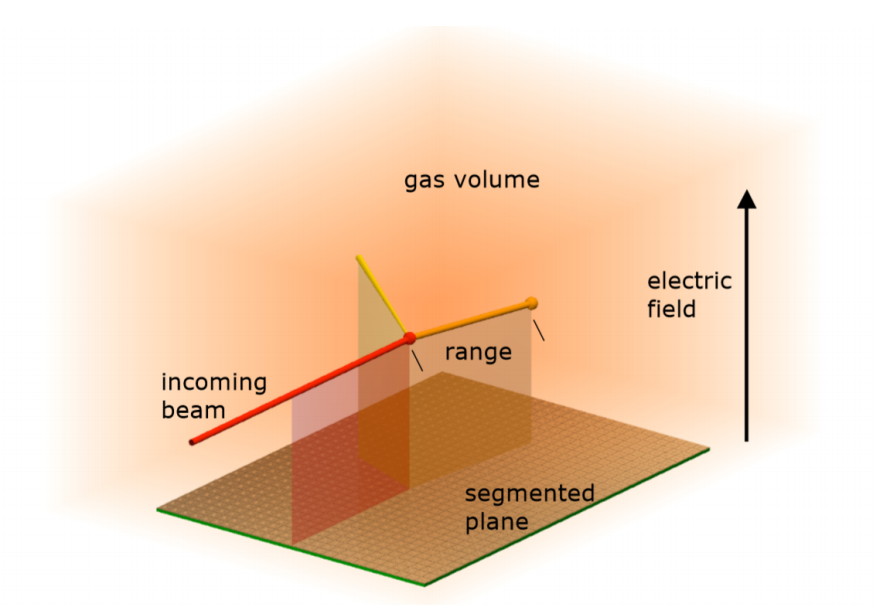 gas volume
electric
field
range
incoming
beam
segmented
plane